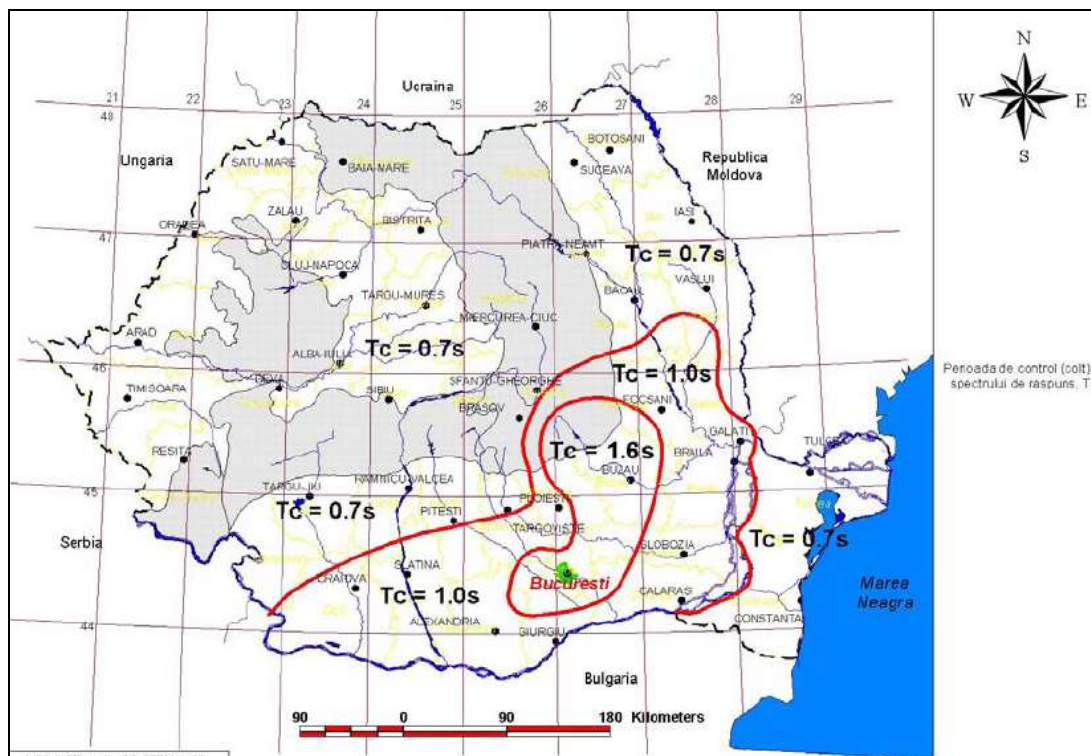 N
W E
S
Ucraina
21 22 23 24 25 26 27 28 29
48
BOTOSANI
Ungaria
SATU-MARE
BAIA-MARE
SUCEAVA
Republica
Moldova
ZALAU
BISTRITA
IASI
ORADEA
47
PIATRA-NEAMT
Tc = 0.7s
CLUJ-NAPOCA
VASLUI
BACAU
TARGU-MURES
MIERCUREA-CIUC
ARAD
ALBA-IULIA
Tc = 0.7s
46
Tc = 1.0s
Perioada de control (colt)
spectrului de raspuns, T
SFANTU-GHEORGHE
TIMISOARA
DEVA
SIBIU
FOCSANI
BRASOV
GALATI
Tc = 1.6s
TULCEA
RESITA
BRAILA
BUZAU
RAMNICU-VALCEA
45
TARGU-JIU
PLOIESTI
Tc = 0.7s
PITESTI
TARGOVISTE
Tc = 0.7s
Serbia
SLOBOZIA
SLATINA
CRAIOVA
Bucuresti
Marea
Neagra
Tc = 1.0s
CALARASI
ALEXANDRIA
CONSTANTA
44
GIURGIU
Bulgaria
90 0 90 180 Kilometers